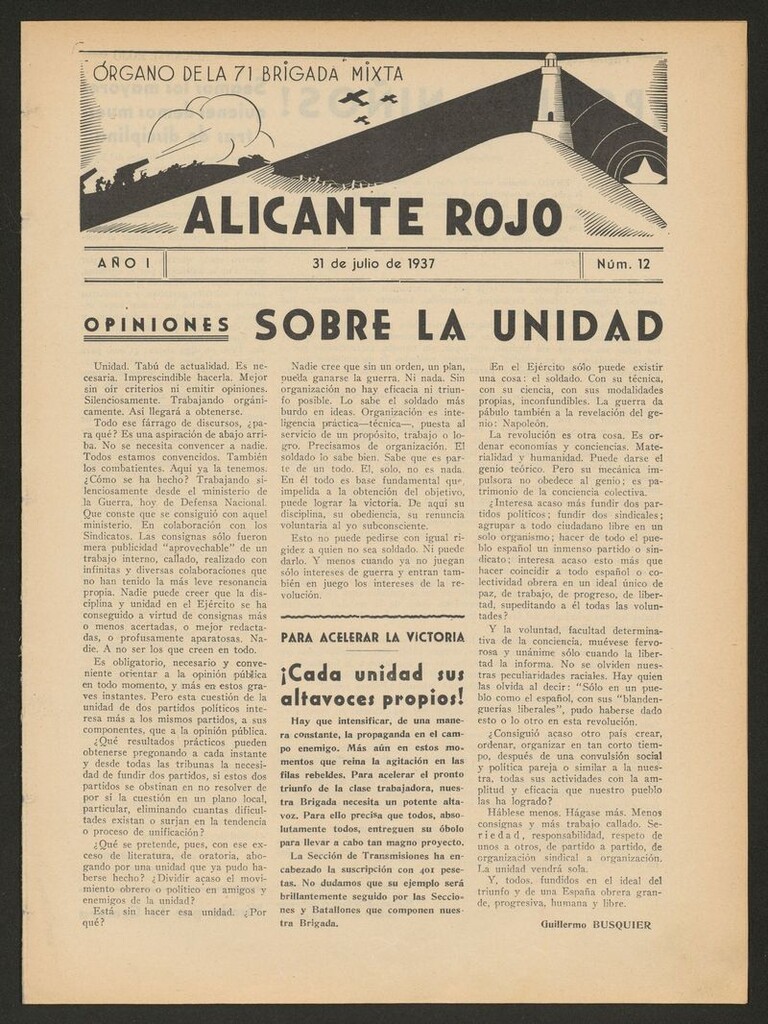 ÓRGANO DE LA 71 BRIGADA MIXTA
ALICANTE ROJO
AÑO I
31 de julio de 1937
Núm. 12
OPINIONES SOBRE LA UNIDAD
Unidad. Tabú de actualidad. Es ne-
cesaria. Imprescindible hacerla. Mejor
sin oír criterios ni emitir opiniones.
Silenciosamente. Trabajando orgáni-
camente. Así llegará a obtenerse.
Todo ese fárrago de discursos, ¿pa-
ra qué? Es una aspiración de abajo arri-
ba. No se necesita convencer a nadie.
Todos estamos convencidos. También
los combatientes. Aquí ya la tenemos.
¿Cómo se ha hecho? Trabajando si-
lenciosamente desde el ministerio de
la Guerra, hoy de Defensa Nacional.
Que conste que se consiguió con aquel
ministerio. En colaboración con los
Sindicatos. Las consignas sólo fueron
mera publicidad "aprovechable" de un
trabajo interno, callado, realizado con
infinitas y diversas colaboraciones que
no han tenido la más leve resonancia
propia. Nadie puede creer que la dis-
ciplina y unidad en el Ejército se ha
conseguido a virtud de consignas más
o menos acertadas, o mejor redacta-
das, o profusamente aparatosas. Na-
die. A no ser los que creen en todo.
Es obligatorio, necesario y conve-
niente orientar a la opinión pública
en todo momento, y más en estos gra-
ves instantes. Pero esta cuestión de la
unidad de dos partidos políticos inte-
resa más a los mismos partidos, a sus
componentes, que a la opinión pública.
¿Qué resultados prácticos pueden
obtenerse pregonando a cada instante
y desde todas las tribunas la necesi-
dad de fundir dos partidos, si estos dos
partidos se obstinan en no resolver de
por sí la cuestión en un plano local,
particular, eliminando cuantas dificul-
tades existan o surjan en la tendencia
o proceso de unificación?
¿Qué se pretende, pues, con ese ex-
ceso de literatura, de oratoria, abo-
gando por una unidad que ya pudo ha-
berse hecho? ¿Dividir acaso el movi-
miento obrero o político en amigos y
enemigos de la unidad?
Está sin hacer esa unidad. ¿Por
qué?
Nadie cree que sin un orden, un plan,
pueda ganarse la guerra. Ni nada. Sin
organización no hay eficacia ni triun-
fo posible. Lo sabe el soldado más
burdo en ideas. Organización es inte-
ligencia práctica—técnica—, puesta al
servicio de un propósito, trabajo o lo-
gro. Precisamos de organización. El
soldado lo sabe bien. Sabe que es par-
te de un todo. El, solo, no es nada.
En él todo es base fundamental que,
impelida a la obtención del objetivo,
puede lograr la victoria. De aquí su
disciplina, su obediencia, su renuncia
voluntaria al yo subconsciente.
Esto no puede pedirse con igual ri-
gidez a quien no sea soldado. Ni puede
darlo. Y menos cuando ya no juegan
sólo intereses de guerra y entran tam-
bién en juego los intereses de la re-
volución.
PARA ACELERAR LA VICTORIA
¡Cada unidad sus
altavoces propios!
Hay que intensificar, de una mane-
ra constante, la propaganda en el cam-
po enemigo. Más aún en estos mo-
mentos que reina la agitación en las
filas rebeldes. Para acelerar el pronto
triunfo de la clase trabajadora, nues-
tra Brigada necesita un potente alta-
voz. Para ello precisa que todos, abso-
lutamente todos, entreguen su óbolo
para llevar a cabo tan magno proyecto.
La Sección de Transmisiones ha en-
cabezado la suscripción con 401 pese-
tas. No dudamos que su ejemplo será
brillantemente seguido por las Seccio-
nes y Batallones que componen nues-
tra Brigada.
En el Ejército sólo puede existir
una cosa: el soldado. Con su técnica,
con su ciencia, con sus modalidades
propias, inconfundibles. La guerra da
pábulo también a la revelación del ge-
nio: Napoleón.
La revolución es otra cosa. Es or-
denar economías y conciencias. Mate-
rialidad y humanidad. Puede darse el
genio teórico. Pero su mecánica im-
pulsora no obedece al genio; es pa-
trimonio de la conciencia colectiva.
¿Interesa acaso más fundir dos par-
tidos políticos; fundir dos sindicales;
agrupar a todo ciudadano libre en un
solo organismo; hacer de todo el pue-
blo español un inmenso partido o sin-
dicato; interesa acaso esto más que
hacer coincidir a todo español o co-
lectividad obrera en un ideal único de
paz, de trabajo, de progreso, de liber-
tad, supeditando a él todas las volun-
tades?
Y la voluntad, facultad determina-
tiva de la conciencia, muévese fervo-
rosa y unánime sólo cuando la liber-
tad la informa. No se olviden nues-
tras peculiaridades raciales. Hay quien
las olvida al decir: "Sólo en un pue-
blo como el español, con sus "blanden-
guerías liberales", pudo haberse dado
esto o lo otro en esta revolución.
¿Consiguió acaso otro país crear,
ordenar, organizar en tan corto tiem-
po, después de una convulsión social
y política pareja o similar a la nues-
tra, todas sus actividades con la am-
plitud y eficacia que nuestro pueblo
las ha logrado?
Háblese menos. Hágase más. Menos
consignas y más trabajo callado. Se-
riedad, responsabilidad, respeto de
unos a otros, de partido a partido, de
organización sindical a organización.
La unidad vendrá sola.
Y, todos, fundidos en el ideal del
triunfo y de una España obrera gran-
de, progresiva, humana y libre.
Guillermo BUSQUIER